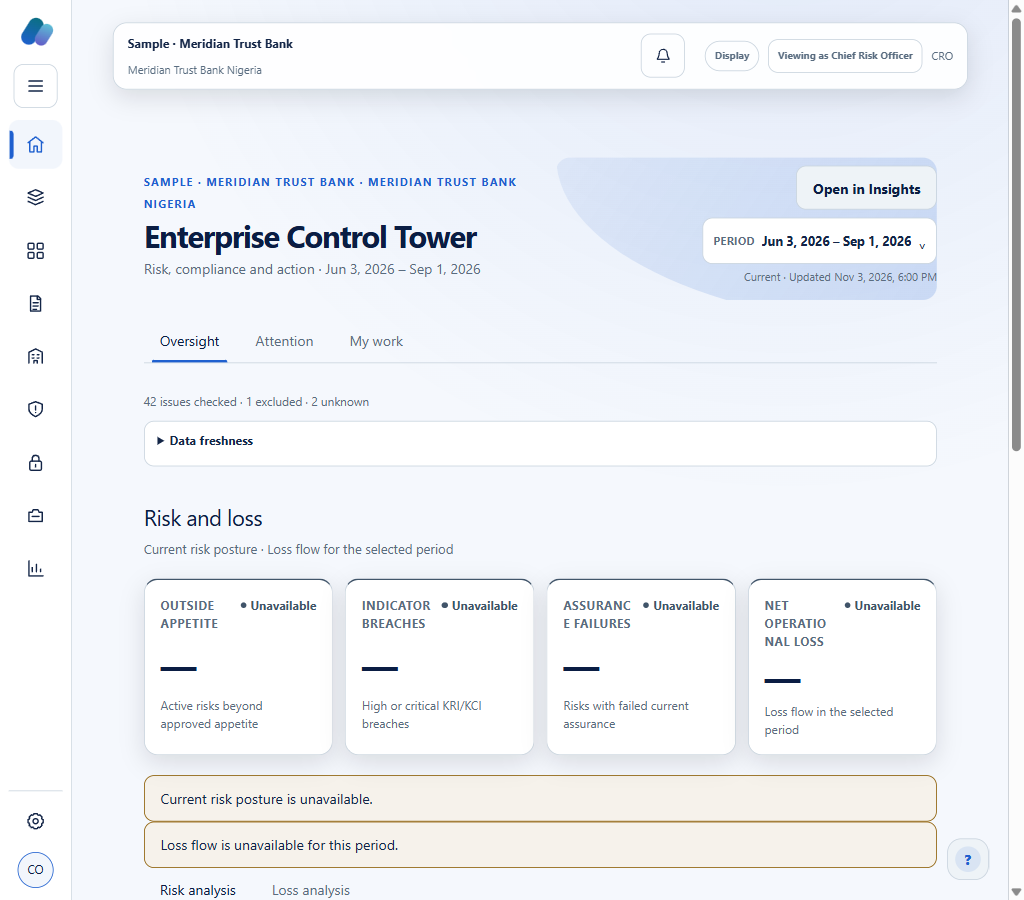 Sample · Meridian Trust Bank
Meridian Trust Bank Nigeria
Display
Viewing as Chief Risk Officer
CRO
SAMPLE · MERIDIAN TRUST BANK · MERIDIAN TRUST BANK
NIGERIA
Enterprise Control Tower
Risk, compliance and action · Jun 3, 2026 – Sep 1, 2026
Open in Insights
PERIOD Jun 3, 2026 – Sep 1, 2026 v
Current · Updated Nov 3, 2026, 6:00 PM
Oversight
Attention
My work
42 issues checked · 1 excluded · 2 unknown
Data freshness
Risk and loss
Current risk posture · Loss flow for the selected period
OUTSIDE
APPETITE
• Unavailable
—
Active risks beyond
approved appetite
INDICATOR
BREACHES
• Unavailable
—
High or critical KRI/KCI
breaches
ASSURANC
E FAILURES
• Unavailable
—
Risks with failed current
assurance
NET
OPERATIO
NAL LOSS
• Unavailable
—
Loss flow in the selected
period
Current risk posture is unavailable.
Loss flow is unavailable for this period.
Risk analysis
Loss analysis
CO
?